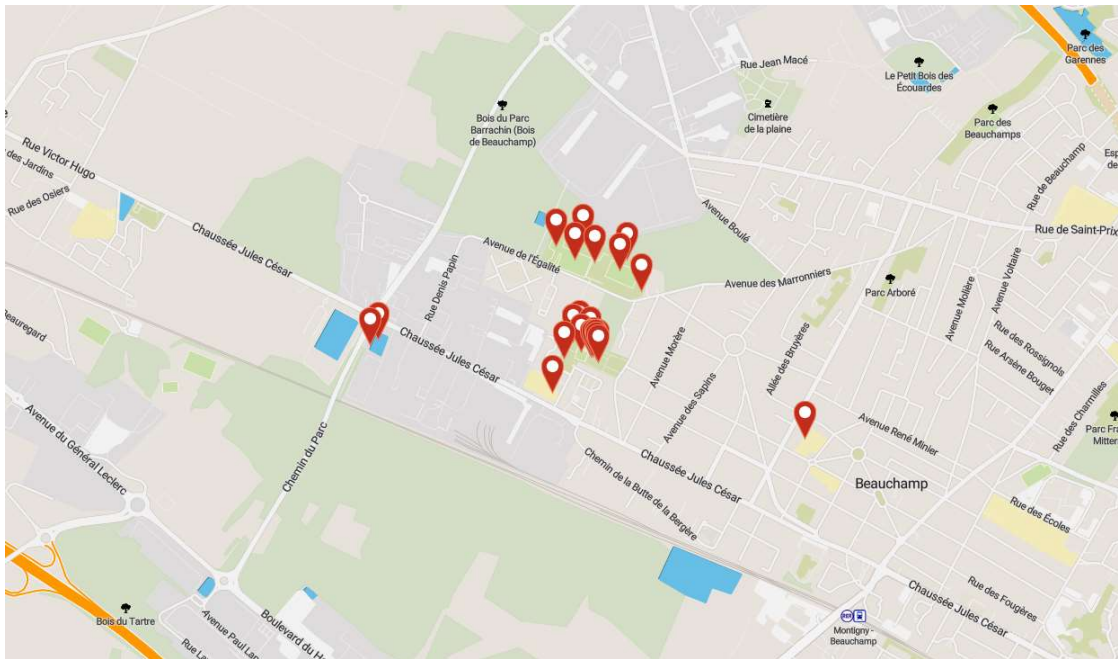 Parc des
Garennes
Rue Jean Macé
Le Petit Bois des
Écouardes
Bois du Parc
Barrachin (Bois
de Beauchamp)
Cimetière
de la plaine
Parc des
Beauchamps
Rue Victor Hugo
des Jardins
Rue des Osiers
Rue de Beauchamp
Avenue Boulé
Rue de Saint-Prix
Chaussée Jules César
Avenue de l'Égalité
Avenue des Marronniers
Parc Arboré
Avenue Voltaire
Avenue Molière
Rue Denis Papin
Beauregard
Chaussée Jules César
Avenue Morère
Allée des Bruyères
Rue des Rossignols
Rue Arsène Bouget
Avenue des Sapins
Avenue René Minier
Rue des Charmilles
Avenue du Général Leclerc
Chemin du Parc
Chaussée Jules César
Chemin de la Butte de la Bergère
Beauchamp
Rue des Écoles
Rue des Fougères
Chaussée Jules César
Bois du Tartre
Montigny -
Beauchamp